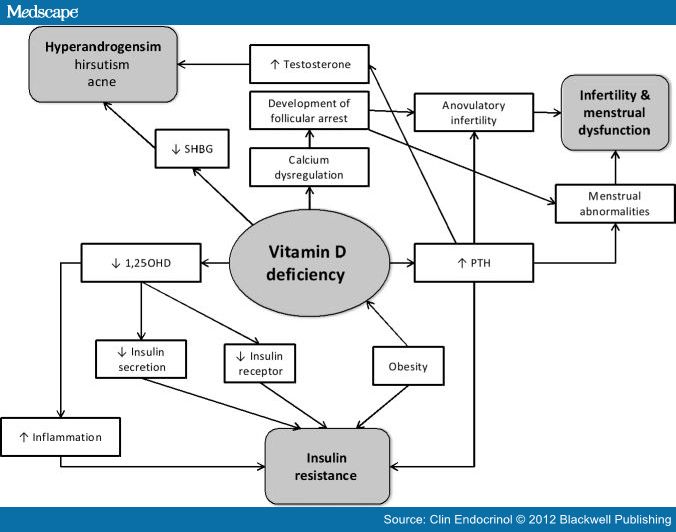 Medscape
Hyperandrogensim
hirsutism
acne
↑ Testosterone
Development of
follicular arrest
Anovulatory
infertility
Infertility &
menstrual
dysfunction
↓ SHBG
Calcium
dysregulation
Menstrual
abnormalities
Vitamin D
deficiency
↓ 1,25OHD
↑ PTH
↓ Insulin
secretion
↓ Insulin
receptor
Obesity
↑ Inflammation
Insulin
resistance
Source: Clin Endocrinol © 2012 Blackwell Publishing